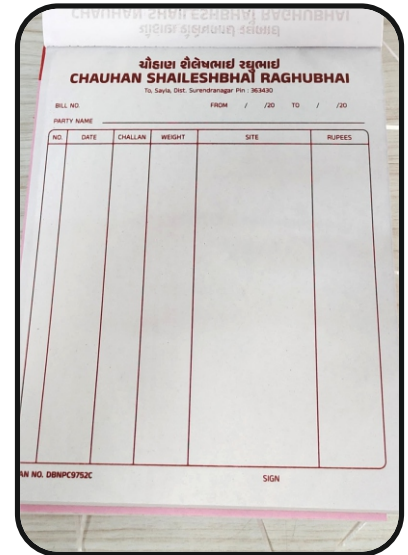 ચૌહાણ શૈલેષભાઈ રઘુભાઈ
CHAUHAN SHAILESHBHAI RAGHUBHAI
To, Sayla, Dist. Surendranagar Pin : 363430
BILL NO. FROM / /20 TO / /20
PARTY NAME
NO. DATE CHALLAN WEIGHT SITE RUPEES
AN NO. DBNPC9752C SIGN